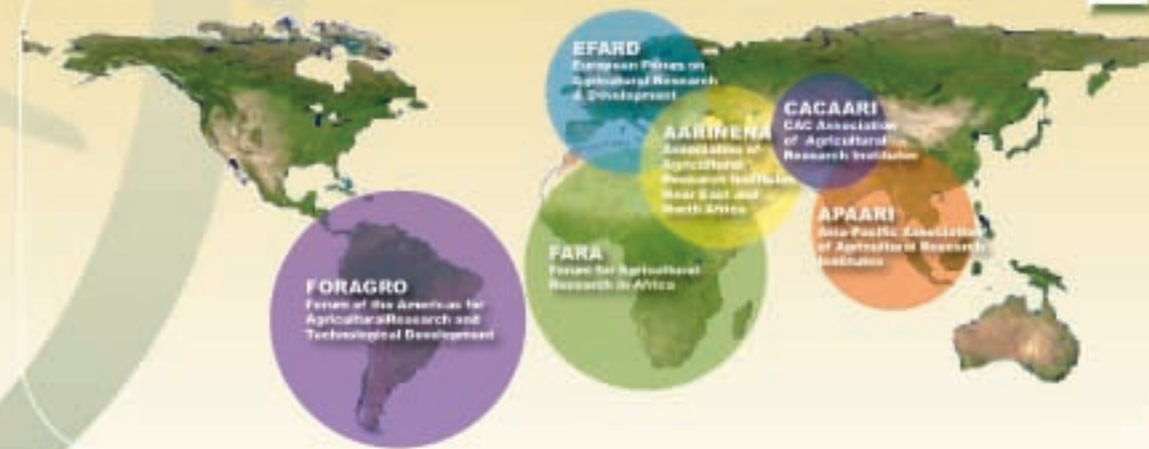 EFARD
European Forum on
Agricultural Research
& Development
AARINENA
Association of
Agricultural
Research Institutes
Near East and
North Africa
CACAARI
CAC Association
of Agricultural
Research Institutes
APAARI
Asia-Pacific Association
of Agricultural Research
Institutes
FARA
Forum for Agricultural
Research in Africa
FORAGRO
Forum of the Americas for
AgriculturalResearch and
Technological Development